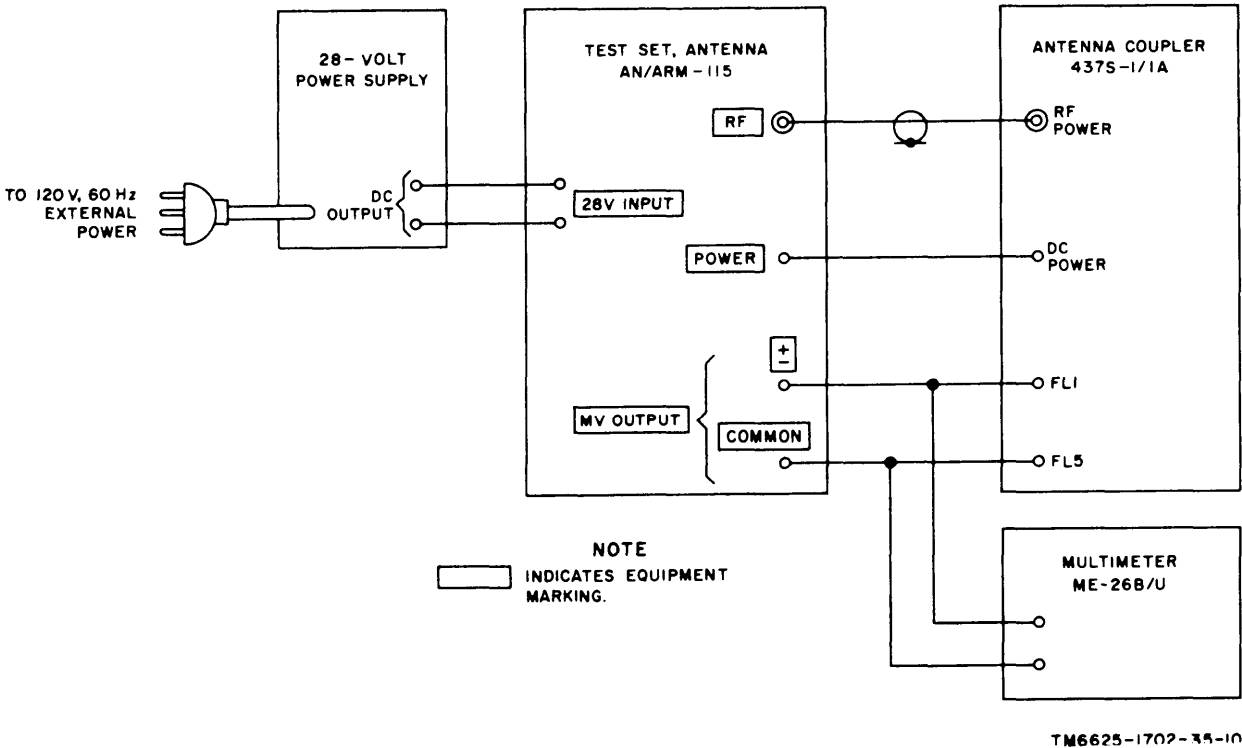 28- VOLT
POWER SUPPLY
TO 120 V, 60 Hz
EXTERNAL
POWER
DC
OUTPUT
TEST SET, ANTENNA
AN/ARM-115
RF
28V INPUT
POWER
+
-
MV OUTPUT
COMMON
ANTENNA COUPLER
437S-1/1A
RF
POWER
DC
POWER
FL1
FL5
MULTIMETER
ME-26B/U
NOTE
INDICATES EQUIPMENT
MARKING.
TM6625-1702-35-10